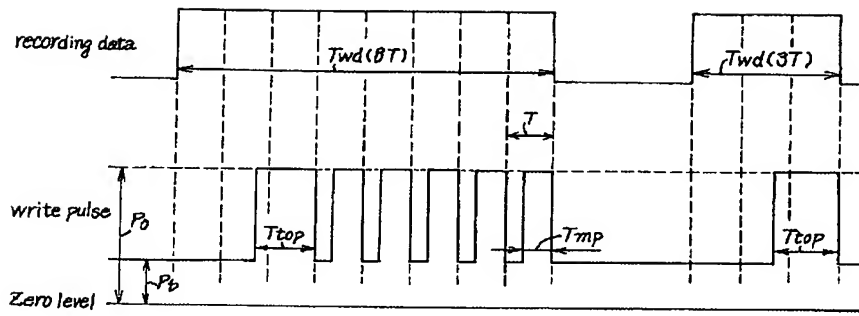 recording data
Twd(8T)
Twd(3T)
T
write pulse
Po
Ttop
Tmp
Ttop
Pb
Zero level